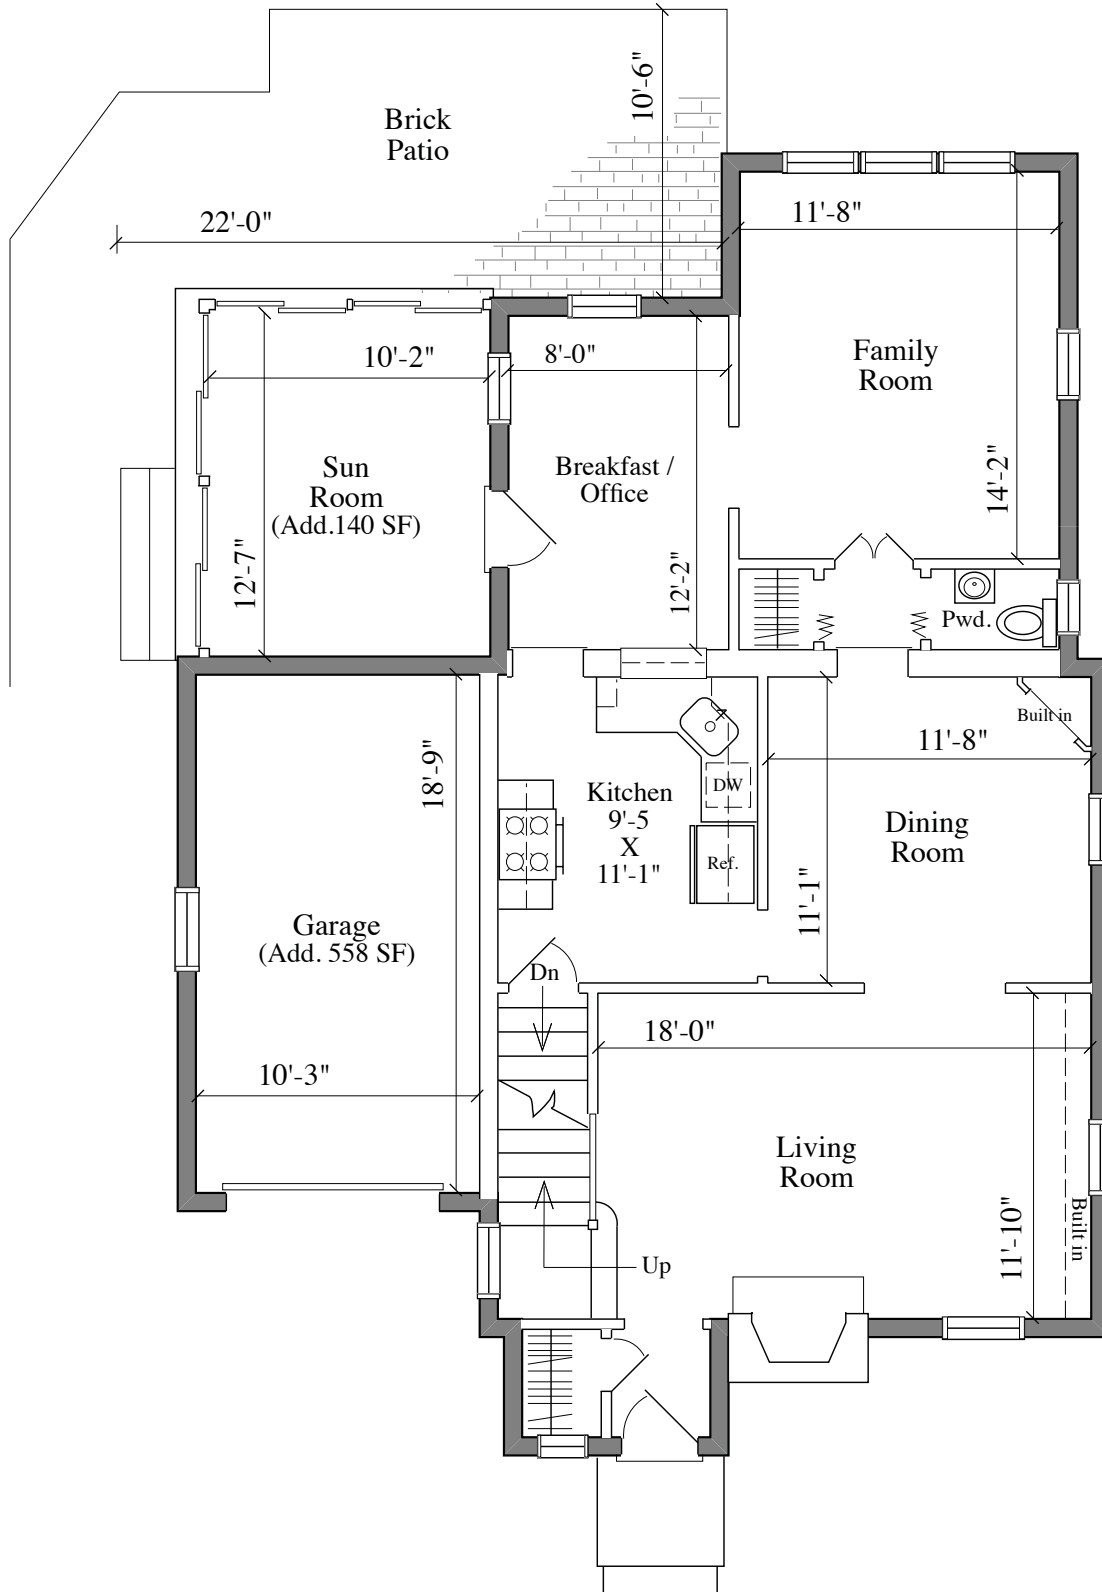 10'-6"
Brick
Patio
22'-0"
11'-8"
10'-2"
8'-0"
Family
Room
Sun
Room
(Add.140 SF)
Breakfast /
Office
14'-2"
12'-7"
12'-2"
Pwd.
Built in
11'-8"
18'-9"
Kitchen
9'-5
X
11'-1"
DW
Dining
Room
Ref.
11'-1"
Garage
(Add. 558 SF)
Dn
18'-0"
10'-3"
Living
Room
11'-10"
Built in
Up